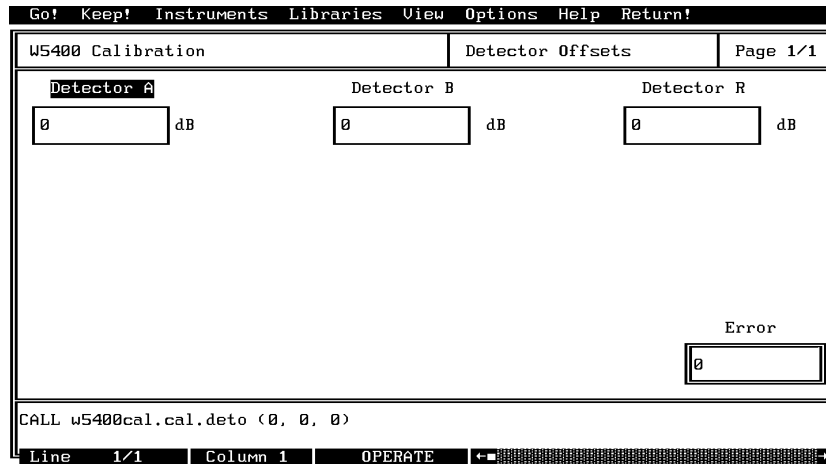 Go! Keep! Instruments Libraries View Options Help Return!
W5400 Calibration Detector Offsets Page 1/1
Detector A Detector B Detector R
0 dB 0 dB 0 dB
Error
0
CALL w5400cal.cal.deto (0, 0, 0)
Line 1/1 Column 1 OPERATE